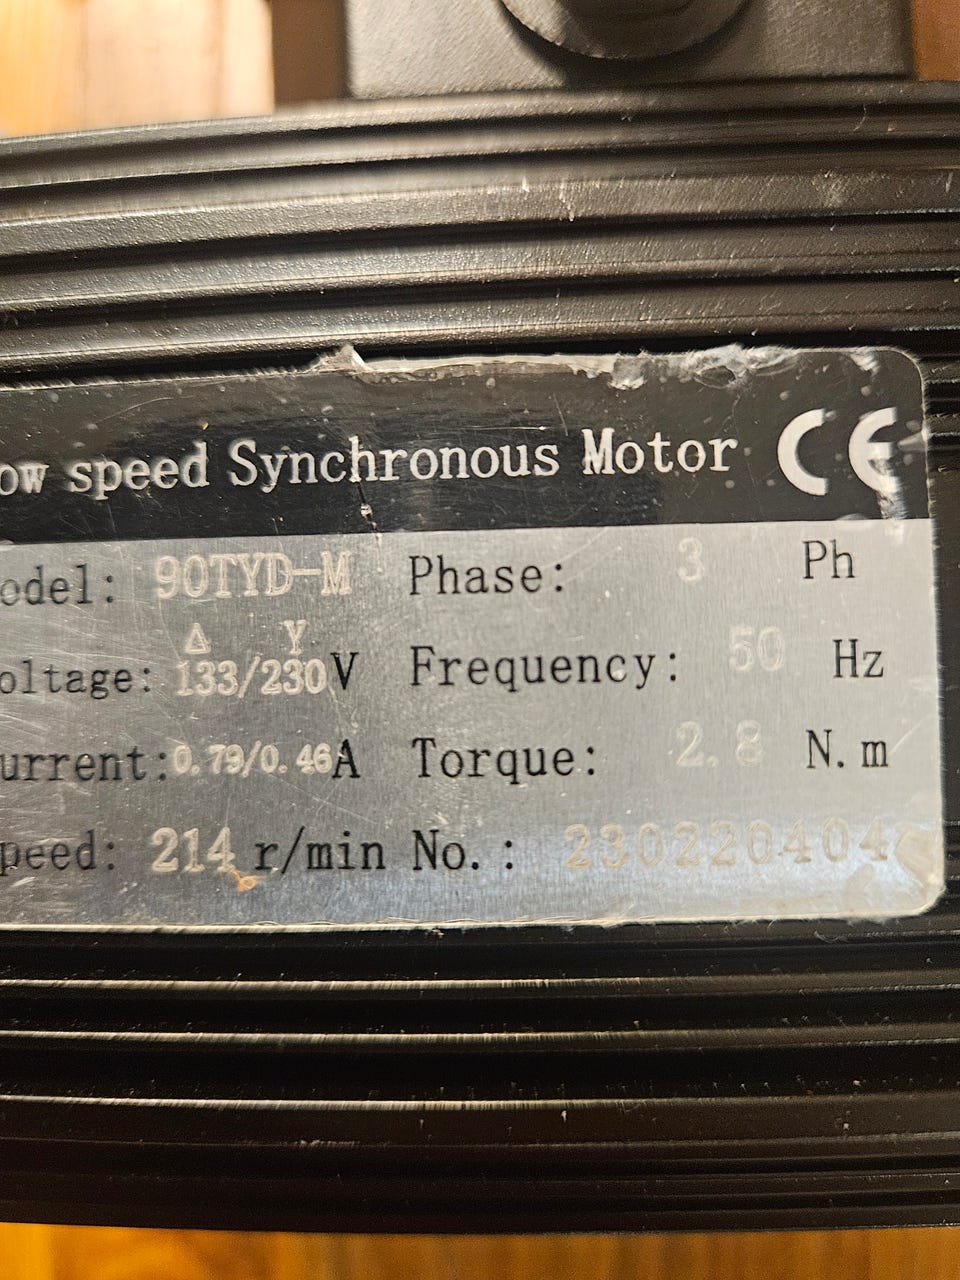 ow speed Synchronous Motor CE
odel: 90TYD-M Phase: 3 Ph
Δ Y
oltage: 133/230 V Frequency: 50 Hz
urrent: 0.79/0.46 A Torque: 2.8 N.m
peed: 214 r/min No.: 230220404